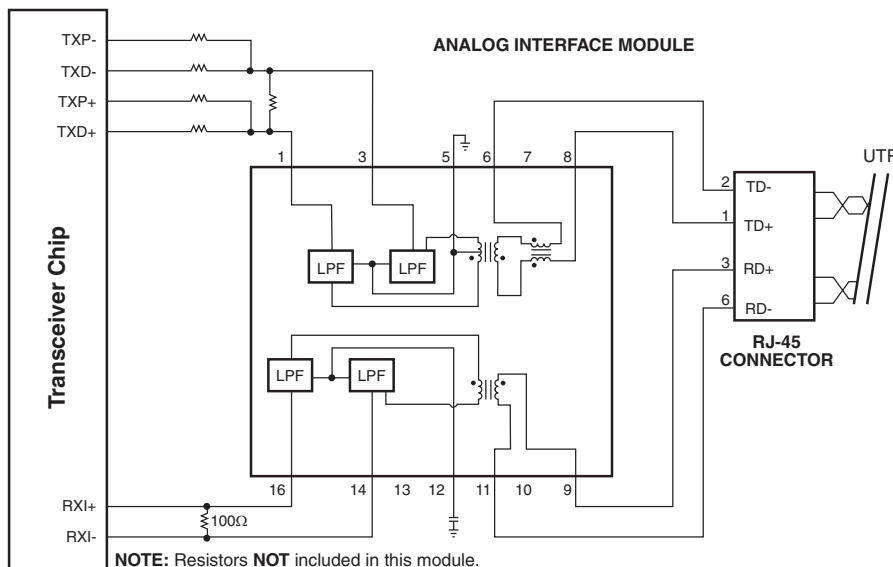 ANALOG INTERFACE MODULE
Transceiver Chip
TXP-
TXD-
TXP+
TXD+
1 3 5 6 7 8
LPF LPF
LPF LPF
16 14 13 12 11 10 9
RXI+
100Ω
RXI-
2 TD-
1 TD+
3 RD+
6 RD-
RJ-45
CONNECTOR
UTP
NOTE: Resistors NOT included in this module.